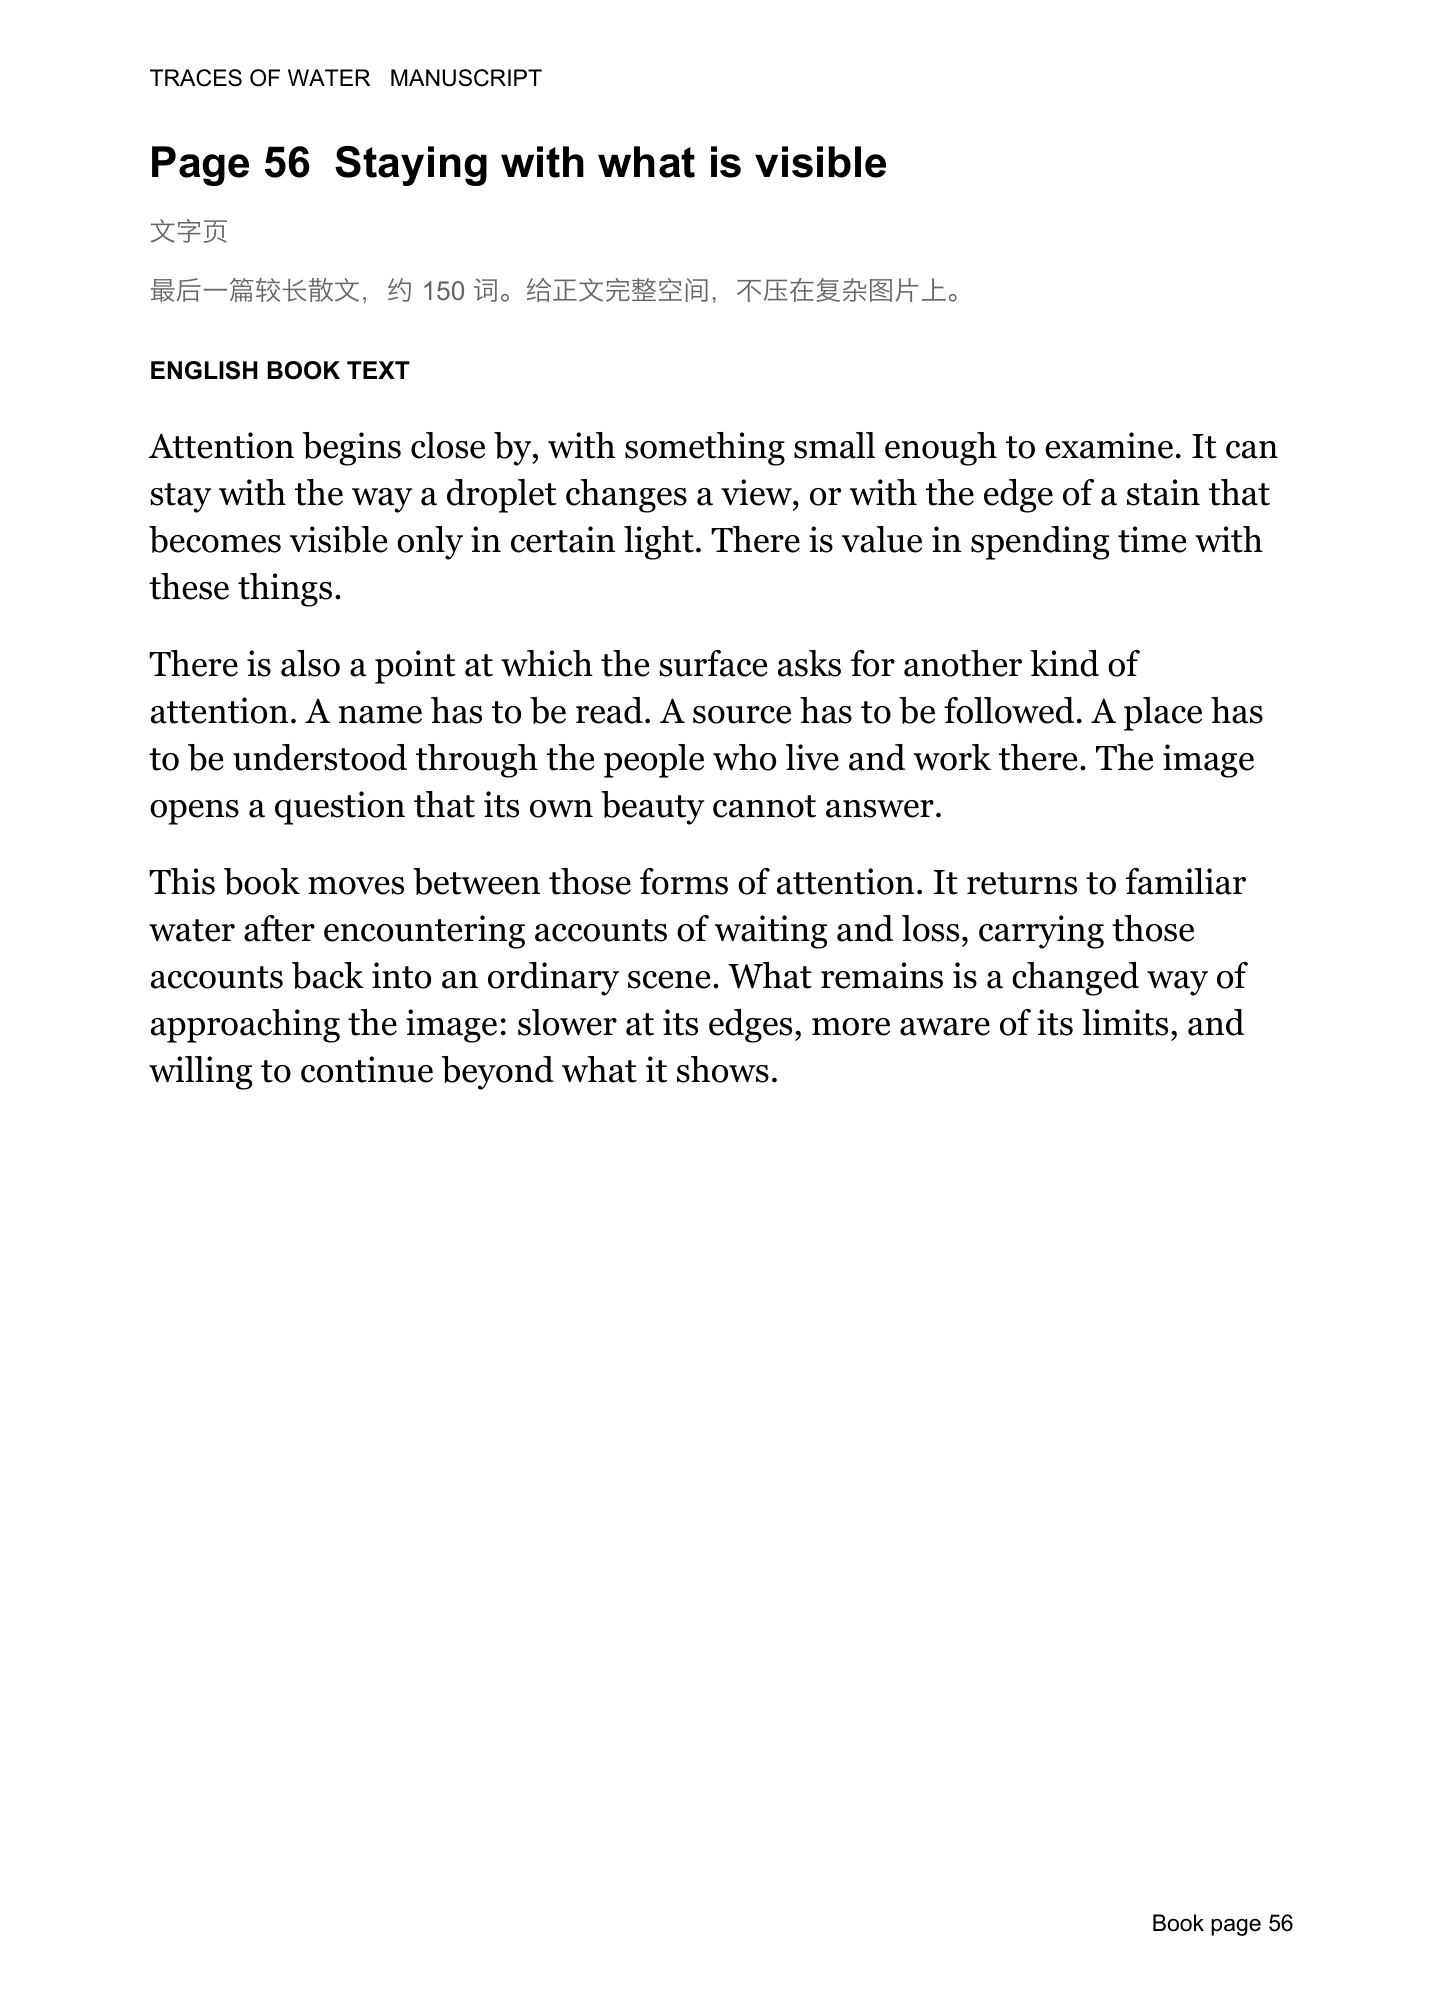 TRACES OF WATER MANUSCRIPT
Page 56 Staying with what is visible
文字页
最后一篇较长散文，约 150 词。给正文完整空间，不压在复杂图片上。
ENGLISH BOOK TEXT
Attention begins close by, with something small enough to examine. It can
stay with the way a droplet changes a view, or with the edge of a stain that
becomes visible only in certain light. There is value in spending time with
these things.
There is also a point at which the surface asks for another kind of
attention. A name has to be read. A source has to be followed. A place has
to be understood through the people who live and work there. The image
opens a question that its own beauty cannot answer.
This book moves between those forms of attention. It returns to familiar
water after encountering accounts of waiting and loss, carrying those
accounts back into an ordinary scene. What remains is a changed way of
approaching the image: slower at its edges, more aware of its limits, and
willing to continue beyond what it shows.
Book page 56